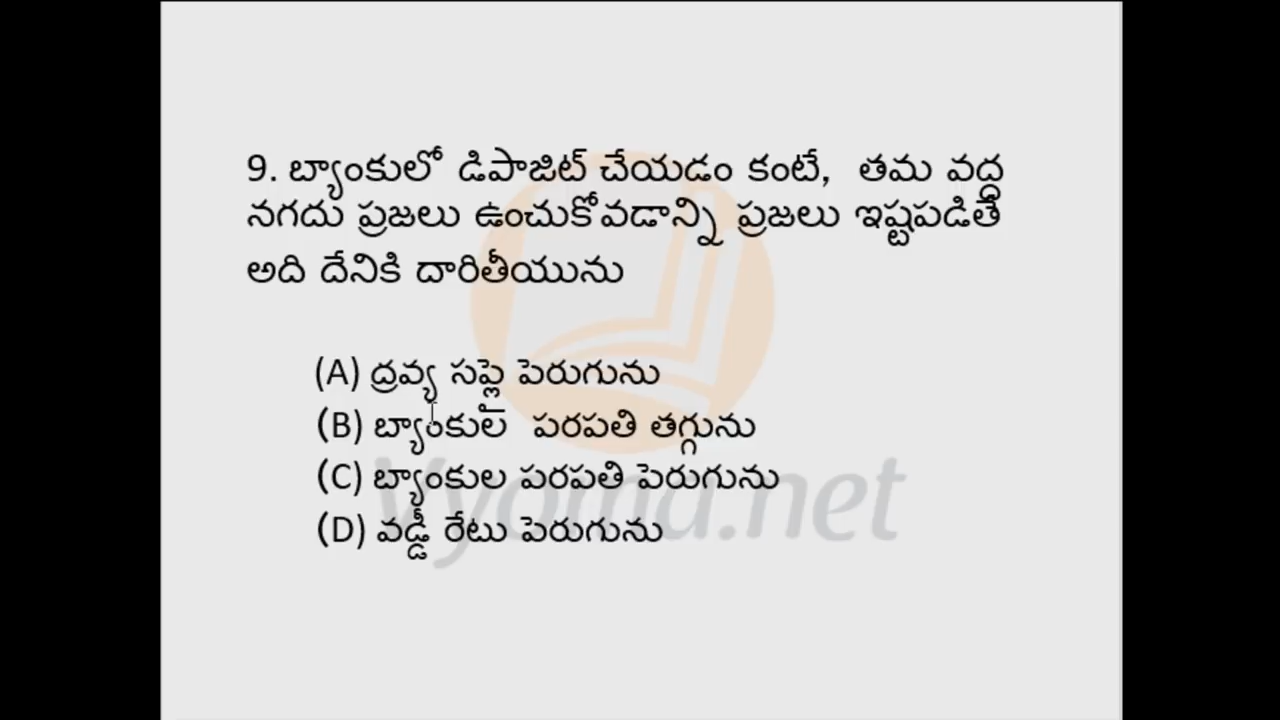 9. బ్యాంకులో డిపాజిట్ చేయడం కంటే, తమ వద్ద
నగదు ప్రజలు ఉంచుకోవడాన్ని ప్రజలు ఇష్టపడితే
అది దేనికి దారితీయును
(A) ద్రవ్య సప్లై పెరుగును
(B) బ్యాంకుల పరపతి తగ్గును
(C) బ్యాంకుల పరపతి పెరుగును
(D) వడ్డీ రేటు పెరుగును
Vyoma.net